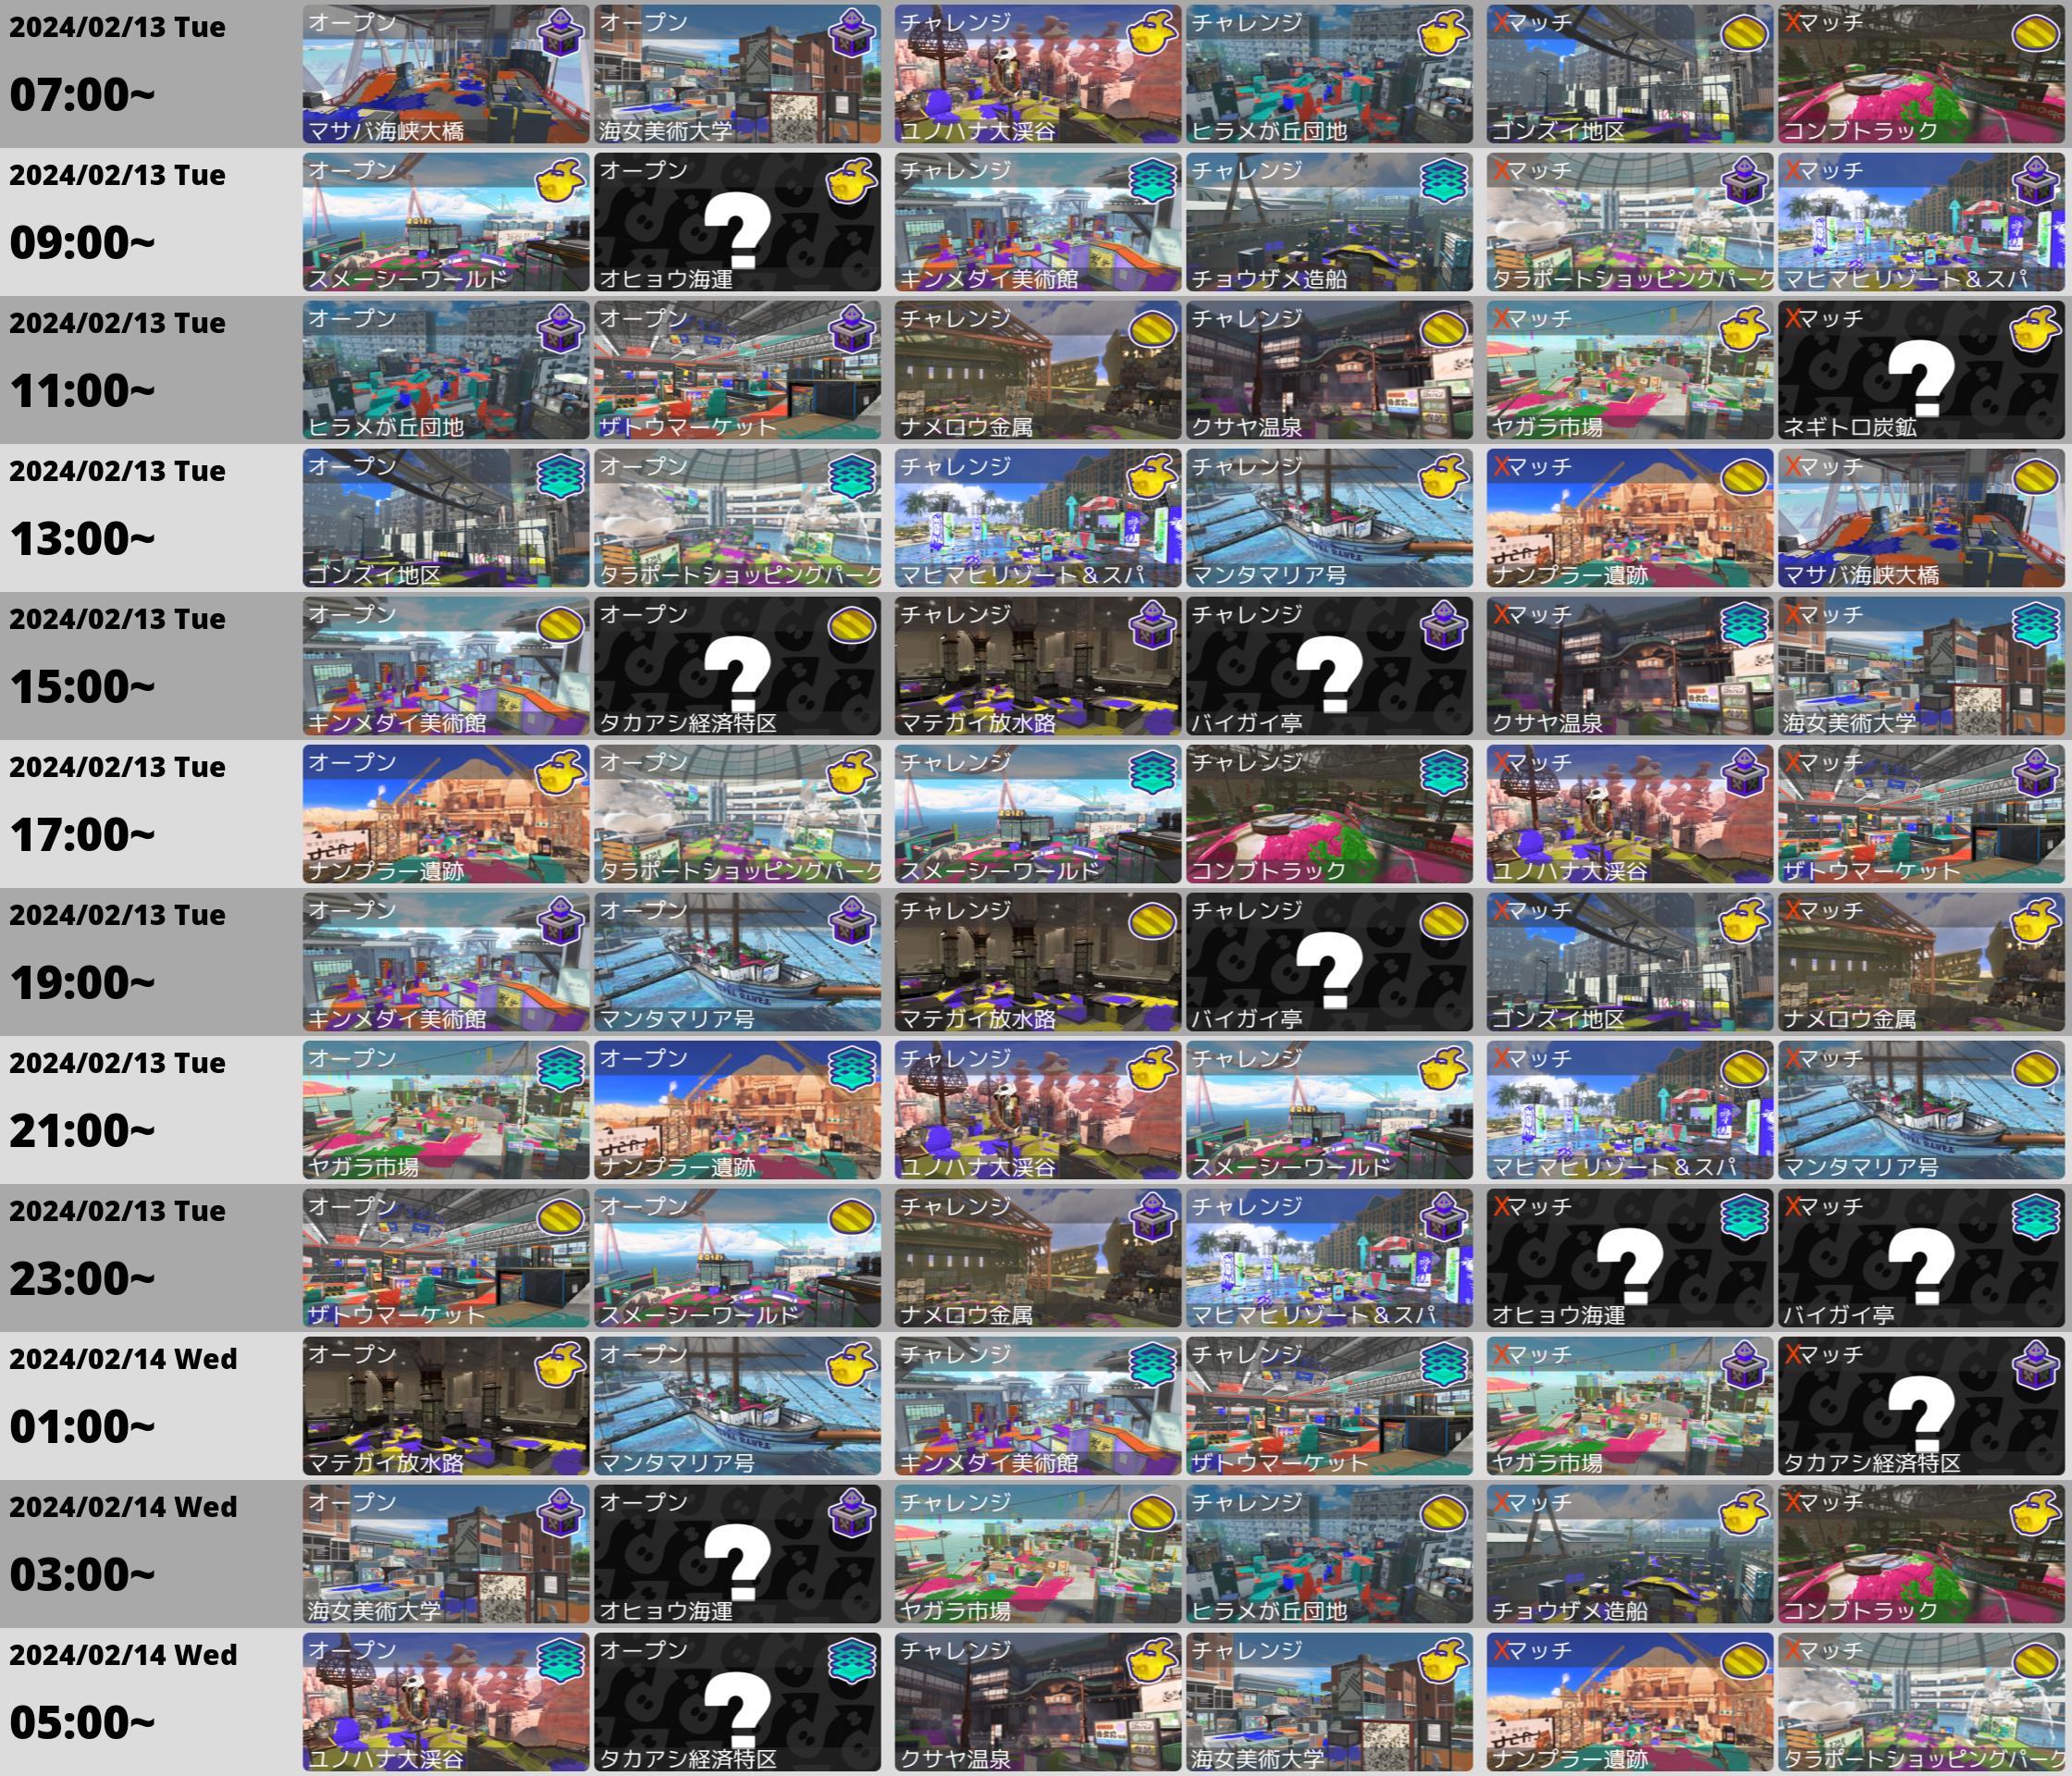 2024/02/13 Tue
07:00~
オープン オープン チャレンジ チャレンジ Xマッチ Xマッチ
マサバ海峡大橋 海女美術大学 ユノハナ大渓谷 ヒラメが丘団地 ゴンズイ地区 コンブトラック
2024/02/13 Tue
09:00~
オープン オープン チャレンジ チャレンジ Xマッチ Xマッチ
スメーシーワールド オヒョウ海運 キンメダイ美術館 チョウザメ造船 タラポートショッピングパーク マヒマヒリゾート&スパ
2024/02/13 Tue
11:00~
オープン オープン チャレンジ チャレンジ Xマッチ Xマッチ
ヒラメが丘団地 ザトウマーケット ナメロウ金属 クサヤ温泉 ヤガラ市場 ネギトロ炭鉱
2024/02/13 Tue
13:00~
オープン オープン チャレンジ チャレンジ Xマッチ Xマッチ
ゴンズイ地区 タラポートショッピングパーク マヒマヒリゾート&スパ マンタマリア号 ナンプラー遺跡 マサバ海峡大橋
2024/02/13 Tue
15:00~
オープン オープン チャレンジ チャレンジ Xマッチ Xマッチ
キンメダイ美術館 タカアシ経済特区 マテガイ放水路 バイガイ亭 クサヤ温泉 海女美術大学
2024/02/13 Tue
17:00~
オープン オープン チャレンジ チャレンジ Xマッチ Xマッチ
ナンプラー遺跡 タラポートショッピングパーク スメーシーワールド コンブトラック ユノハナ大渓谷 ザトウマーケット
2024/02/13 Tue
19:00~
オープン オープン チャレンジ チャレンジ Xマッチ Xマッチ
キンメダイ美術館 マンタマリア号 マテガイ放水路 バイガイ亭 ゴンズイ地区 ナメロウ金属
2024/02/13 Tue
21:00~
オープン オープン チャレンジ チャレンジ Xマッチ Xマッチ
ヤガラ市場 ナンプラー遺跡 ユノハナ大渓谷 スメーシーワールド マヒマヒリゾート&スパ マンタマリア号
2024/02/13 Tue
23:00~
オープン オープン チャレンジ チャレンジ Xマッチ Xマッチ
ザトウマーケット スメーシーワールド ナメロウ金属 マヒマヒリゾート&スパ オヒョウ海運 バイガイ亭
2024/02/14 Wed
01:00~
オープン オープン チャレンジ チャレンジ Xマッチ Xマッチ
マテガイ放水路 マンタマリア号 キンメダイ美術館 ザトウマーケット ヤガラ市場 タカアシ経済特区
2024/02/14 Wed
03:00~
オープン オープン チャレンジ チャレンジ Xマッチ Xマッチ
海女美術大学 オヒョウ海運 ヤガラ市場 ヒラメが丘団地 チョウザメ造船 コンブトラック
2024/02/14 Wed
05:00~
オープン オープン チャレンジ チャレンジ Xマッチ Xマッチ
ユノハナ大渓谷 タカアシ経済特区 クサヤ温泉 海女美術大学 ナンプラー遺跡 タラポートショッピングパーク